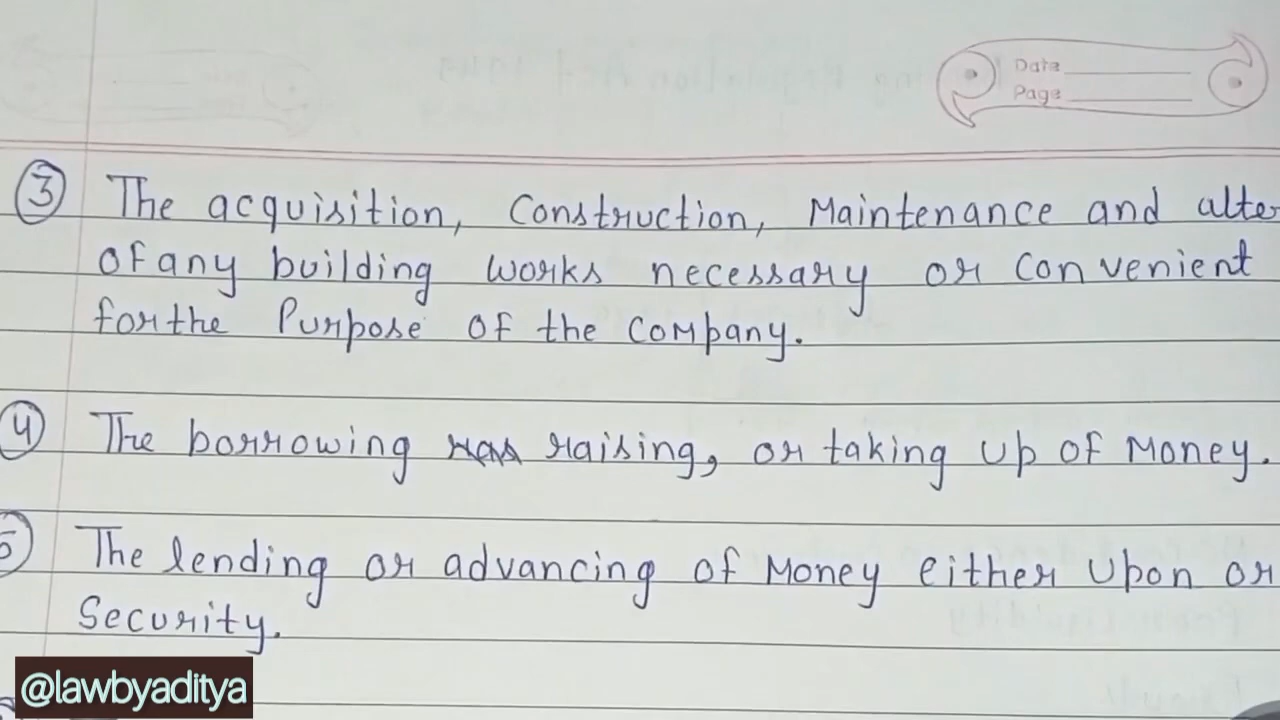 Data
Page
③ The acquisition, Construction, Maintenance and alte
of any building works necessary or convenient
for the Purpose of the company.
④ The borrowing raising, or taking up of Money.
5 The lending or advancing of Money either Upon or
Security.
@lawbyaditya